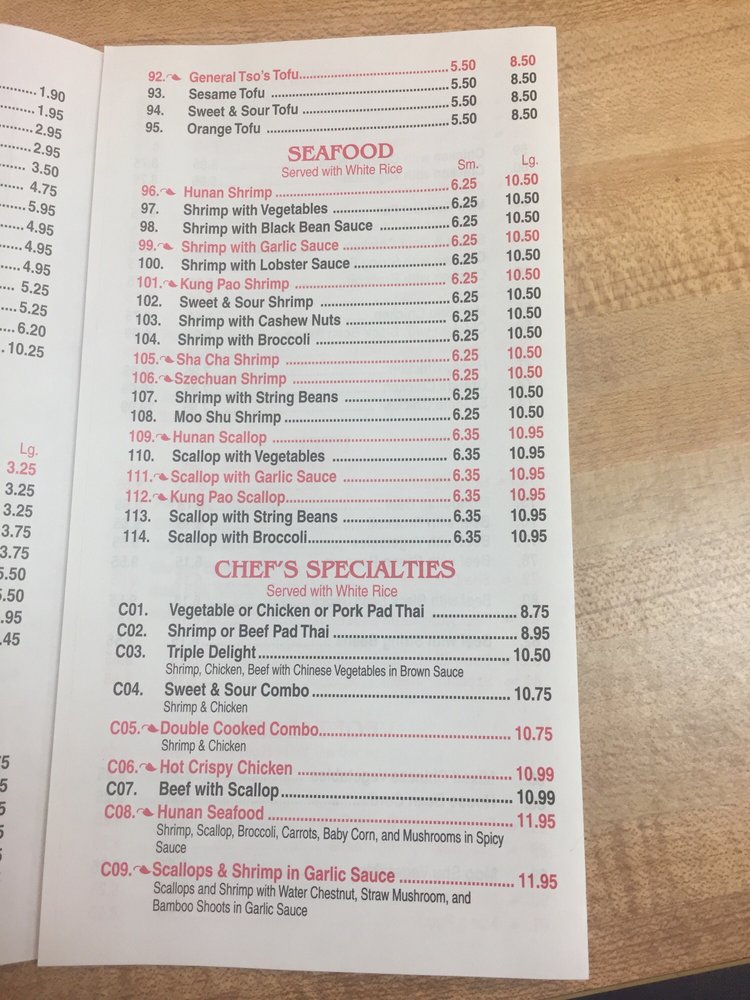 1.90
1.95
2.95
2.95
3.50
4.75
5.95
4.95
4.95
4.95
5.25
5.25
6.20
10.25
Lg.
3.25
3.25
3.25
3.75
3.75
5.50
.50
.95
.45
75
5
5
5
92. General Tso's Tofu 5.50 8.50
93. Sesame Tofu 5.50 8.50
94. Sweet & Sour Tofu 5.50 8.50
95. Orange Tofu 5.50 8.50
SEAFOOD
Served with White Rice Sm. Lg.
96. Hunan Shrimp 6.25 10.50
97. Shrimp with Vegetables 6.25 10.50
98. Shrimp with Black Bean Sauce 6.25 10.50
99. Shrimp with Garlic Sauce 6.25 10.50
100. Shrimp with Lobster Sauce 6.25 10.50
101. Kung Pao Shrimp 6.25 10.50
102. Sweet & Sour Shrimp 6.25 10.50
103. Shrimp with Cashew Nuts 6.25 10.50
104. Shrimp with Broccoli 6.25 10.50
105. Sha Cha Shrimp 6.25 10.50
106. Szechuan Shrimp 6.25 10.50
107. Shrimp with String Beans 6.25 10.50
108. Moo Shu Shrimp 6.25 10.50
109. Hunan Scallop 6.35 10.95
110. Scallop with Vegetables 6.35 10.95
111. Scallop with Garlic Sauce 6.35 10.95
112. Kung Pao Scallop 6.35 10.95
113. Scallop with String Beans 6.35 10.95
114. Scallop with Broccoli 6.35 10.95
CHEF'S SPECIALTIES
Served with White Rice
C01. Vegetable or Chicken or Pork Pad Thai 8.75
C02. Shrimp or Beef Pad Thai 8.95
C03. Triple Delight 10.50
Shrimp, Chicken, Beef with Chinese Vegetables in Brown Sauce
C04. Sweet & Sour Combo 10.75
Shrimp & Chicken
C05. Double Cooked Combo 10.75
Shrimp & Chicken
C06. Hot Crispy Chicken 10.99
C07. Beef with Scallop 10.99
C08. Hunan Seafood 11.95
Shrimp, Scallop, Broccoli, Carrots, Baby Corn, and Mushrooms in Spicy
Sauce
C09. Scallops & Shrimp in Garlic Sauce 11.95
Scallops and Shrimp with Water Chestnut, Straw Mushroom, and
Bamboo Shoots in Garlic Sauce